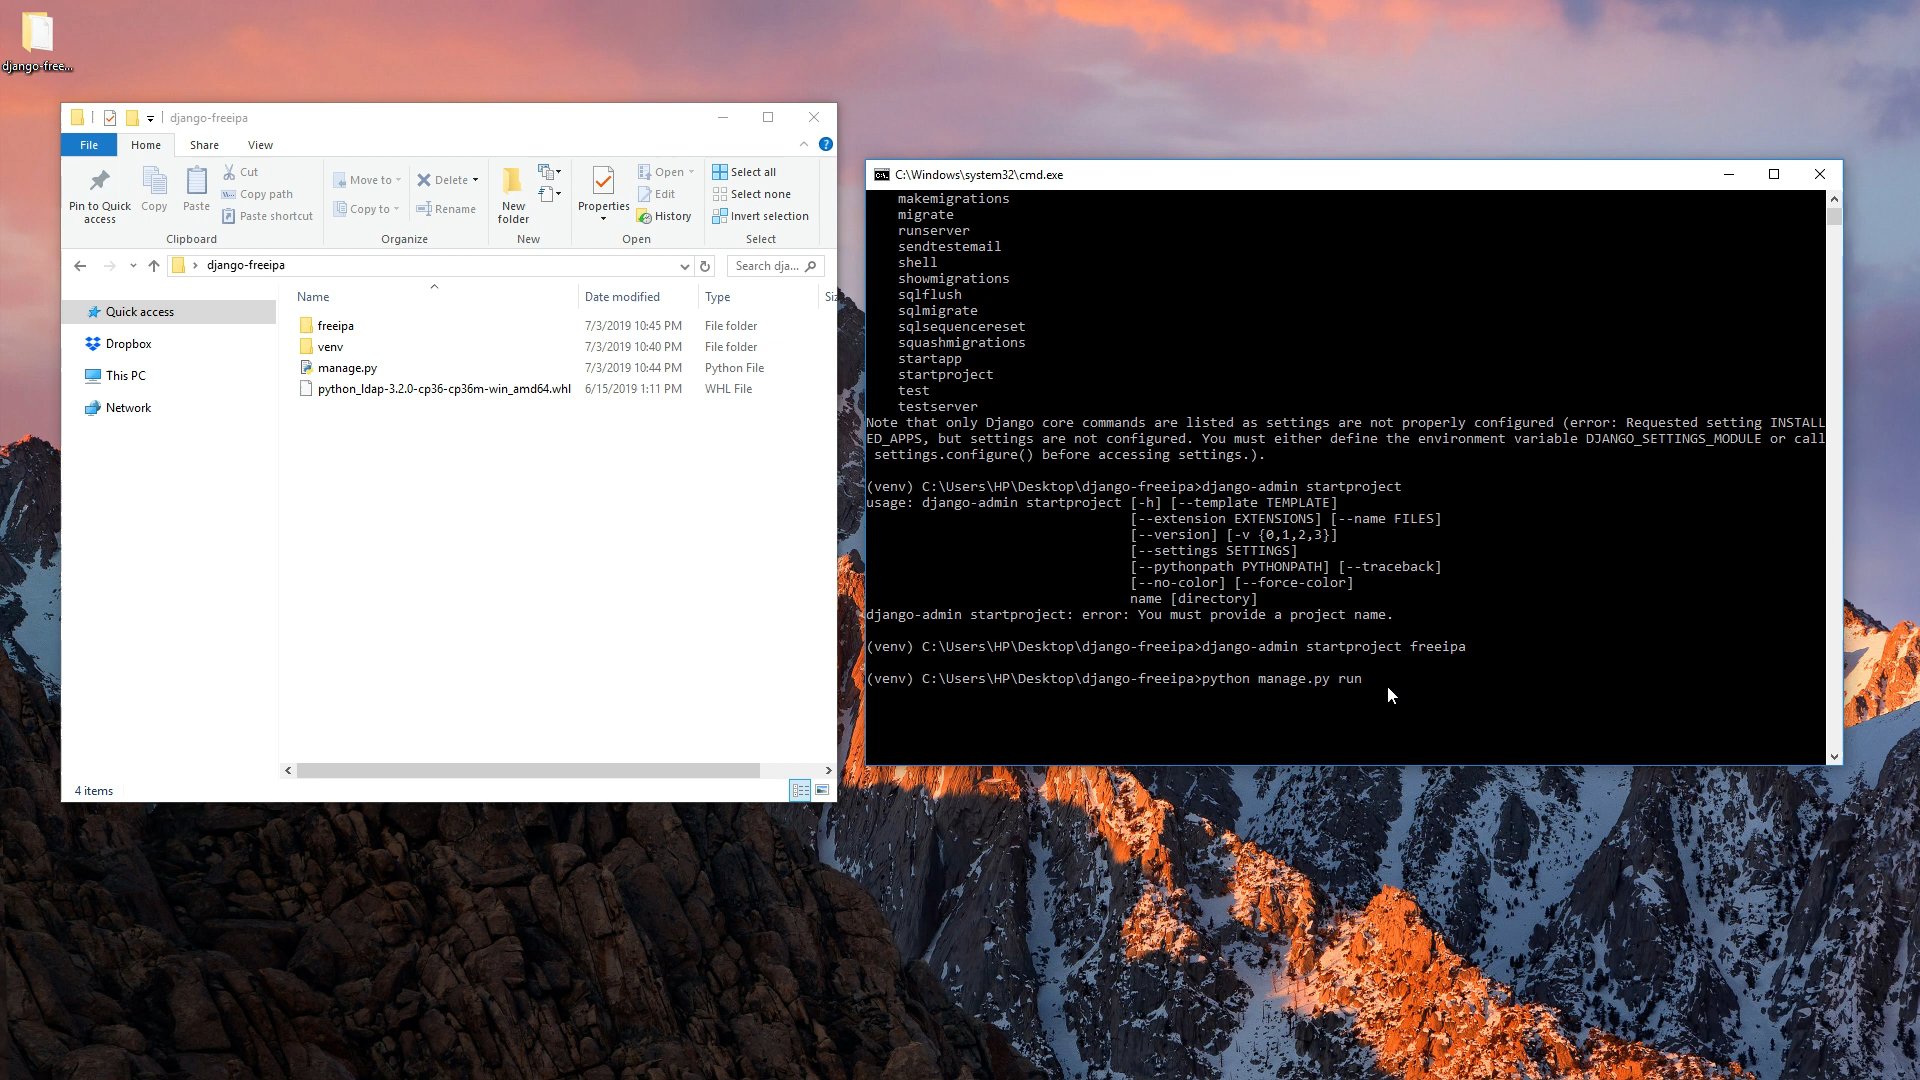 django-free...
django-freeipa
File
Home
Share
View
Pin to Quick access
Copy
Paste
Cut
Copy path
Paste shortcut
Clipboard
Move to
Copy to
Delete
Rename
Organize
New folder
New
Properties
Open
Edit
History
Open
Select all
Select none
Invert selection
Select
django-freeipa
Search dja...
Quick access
Dropbox
This PC
Network
Name Date modified Type Siz
freeipa 7/3/2019 10:45 PM File folder
venv 7/3/2019 10:40 PM File folder
manage.py 7/3/2019 10:44 PM Python File
python_ldap-3.2.0-cp36-cp36m-win_amd64.whl 6/15/2019 1:11 PM WHL File
4 items
C:\Windows\system32\cmd.exe
makemigrations
migrate
runserver
sendtestemail
shell
showmigrations
sqlflush
sqlmigrate
sqlsequencereset
squashmigrations
startapp
startproject
test
testserver
Note that only Django core commands are listed as settings are not properly configured (error: Requested setting INSTALL
ED_APPS, but settings are not configured. You must either define the environment variable DJANGO_SETTINGS_MODULE or call
settings.configure() before accessing settings.).
(venv) C:\Users\HP\Desktop\django-freeipa>django-admin startproject
usage: django-admin startproject [-h] [--template TEMPLATE]
[--extension EXTENSIONS] [--name FILES]
[--version] [-v {0,1,2,3}]
[--settings SETTINGS]
[--pythonpath PYTHONPATH] [--traceback]
[--no-color] [--force-color]
name [directory]
django-admin startproject: error: You must provide a project name.
(venv) C:\Users\HP\Desktop\django-freeipa>django-admin startproject freeipa
(venv) C:\Users\HP\Desktop\django-freeipa>python manage.py run